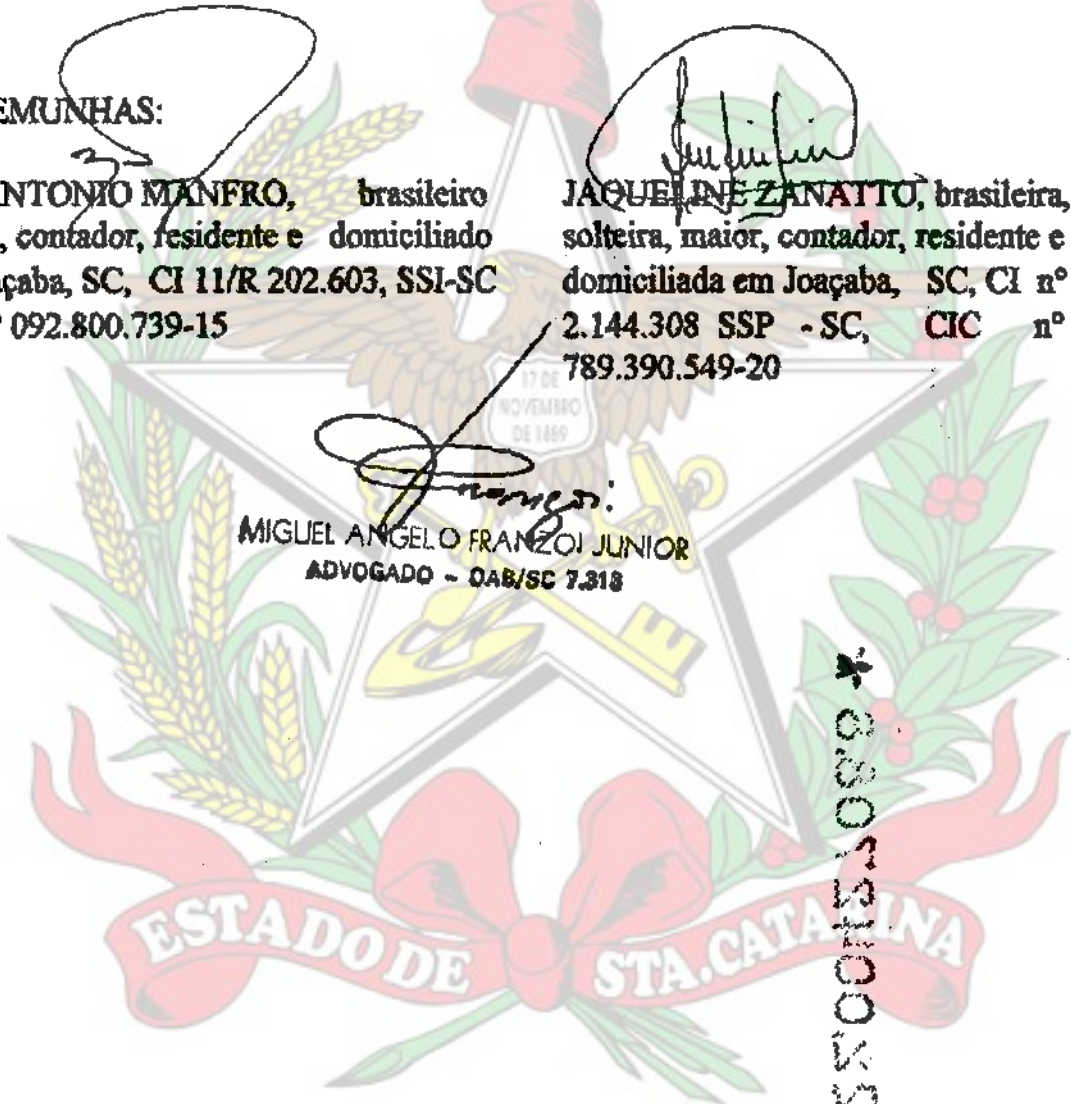 EMUNHAS:
NTONIO MANFRO, brasileiro
, contador, residente e domiciliado
açaba, SC, CI 11/R 202.603, SSI-SC
092.800.739-15
JAQUELINE ZANATTO, brasileira,
solteira, maior, contador, residente e
domiciliada em Joaçaba, SC, CI nº
2.144.308 SSP - SC, CIC nº
789.390.549-20
17 DE
NOVEMBRO
DE 1889
MIGUEL ANGELO FRANZOI JUNIOR
ADVOGADO - OAB/SC 7.318
ESTADO DE STA.CATARINA